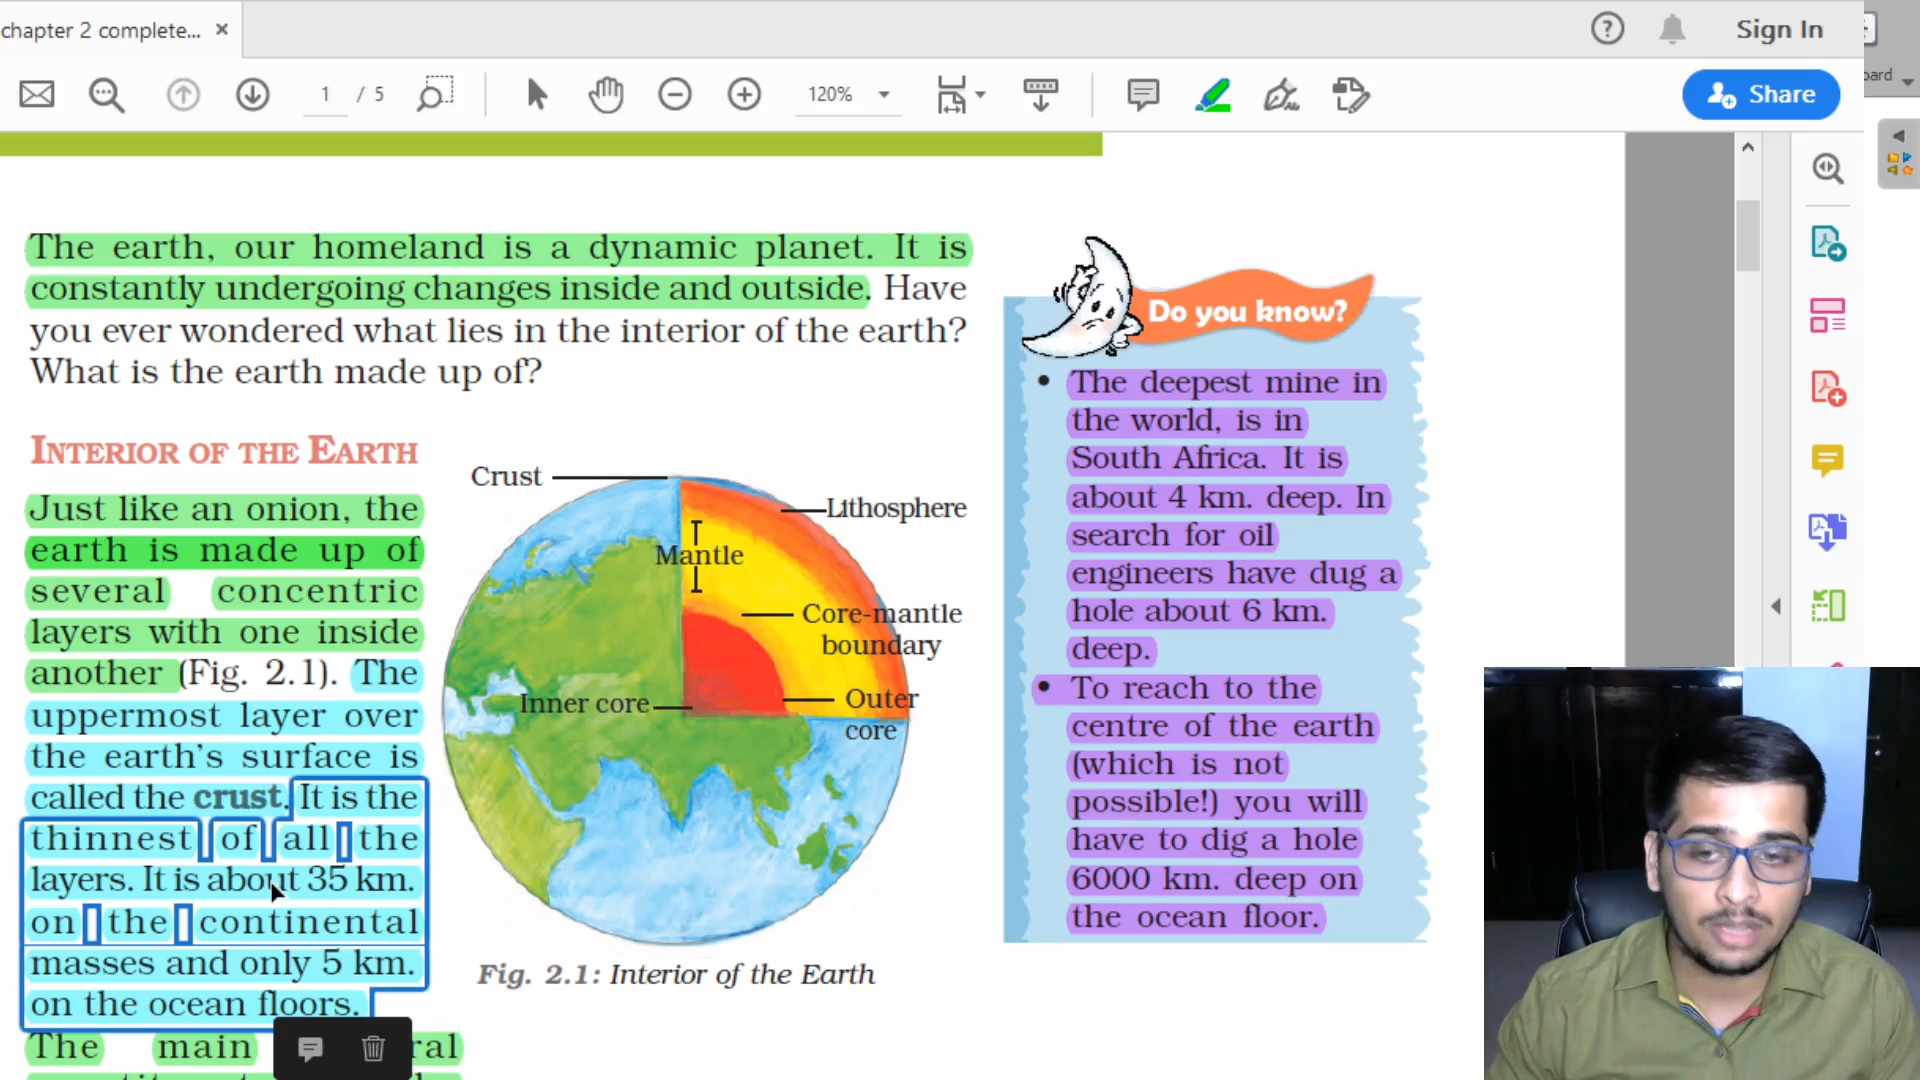 chapter 2 complete...
Sign In
1 / 5
120%
Share
oard
The earth, our homeland is a dynamic planet. It is
constantly undergoing changes inside and outside. Have
you ever wondered what lies in the interior of the earth?
What is the earth made up of?
INTERIOR OF THE EARTH
Just like an onion, the
earth is made up of
several concentric
layers with one inside
another (Fig. 2.1). The
uppermost layer over
the earth's surface is
called the crust. It is the
thinnest of all the
layers. It is about 35 km.
on the continental
masses and only 5 km.
on the ocean floors.
The main ral
Crust
Lithosphere
Mantle
Core-mantle
boundary
Inner core
Outer
core
Fig. 2.1: Interior of the Earth
Do you know?
• The deepest mine in
the world, is in
South Africa. It is
about 4 km. deep. In
search for oil
engineers have dug a
hole about 6 km.
deep.
• To reach to the
centre of the earth
(which is not
possible!) you will
have to dig a hole
6000 km. deep on
the ocean floor.